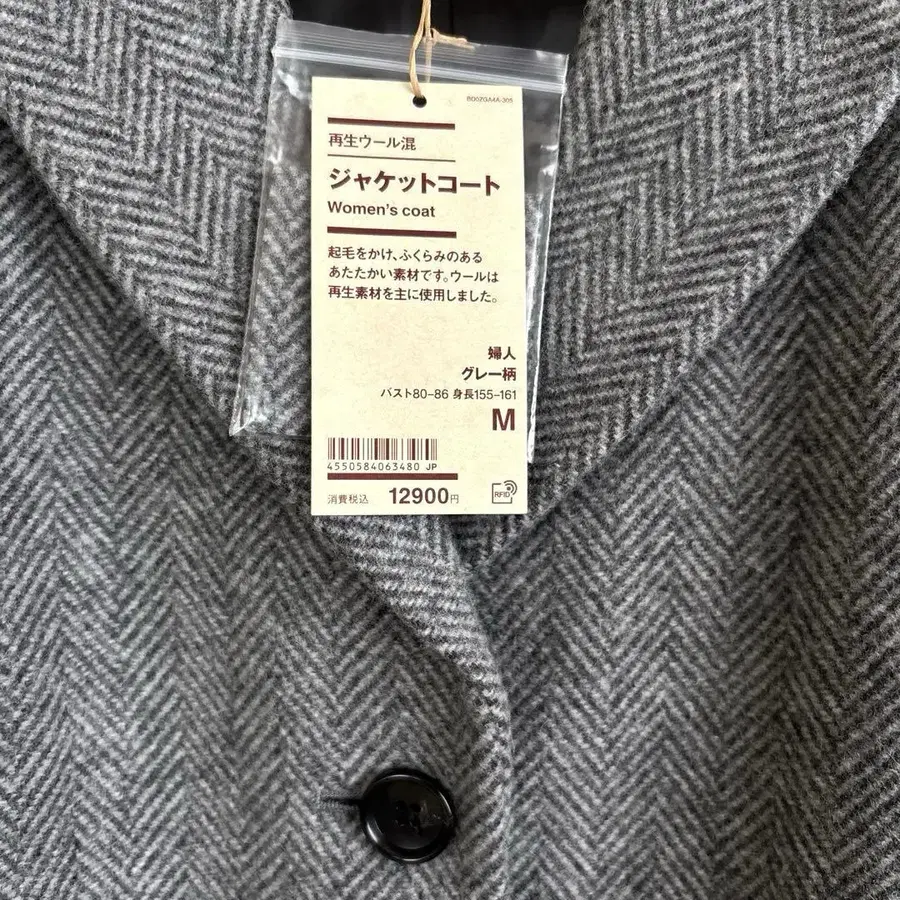 BD0ZGA4A-305
再生ウール混
ジャケットコート
Women's coat
起毛をかけ、ふくらみのある
あたたかい素材です。ウールは
再生素材を主に使用しました。
婦人
グレー柄
バスト80-86 身長155-161
M
4550584063480 JP
消費税込 12900円
RFID